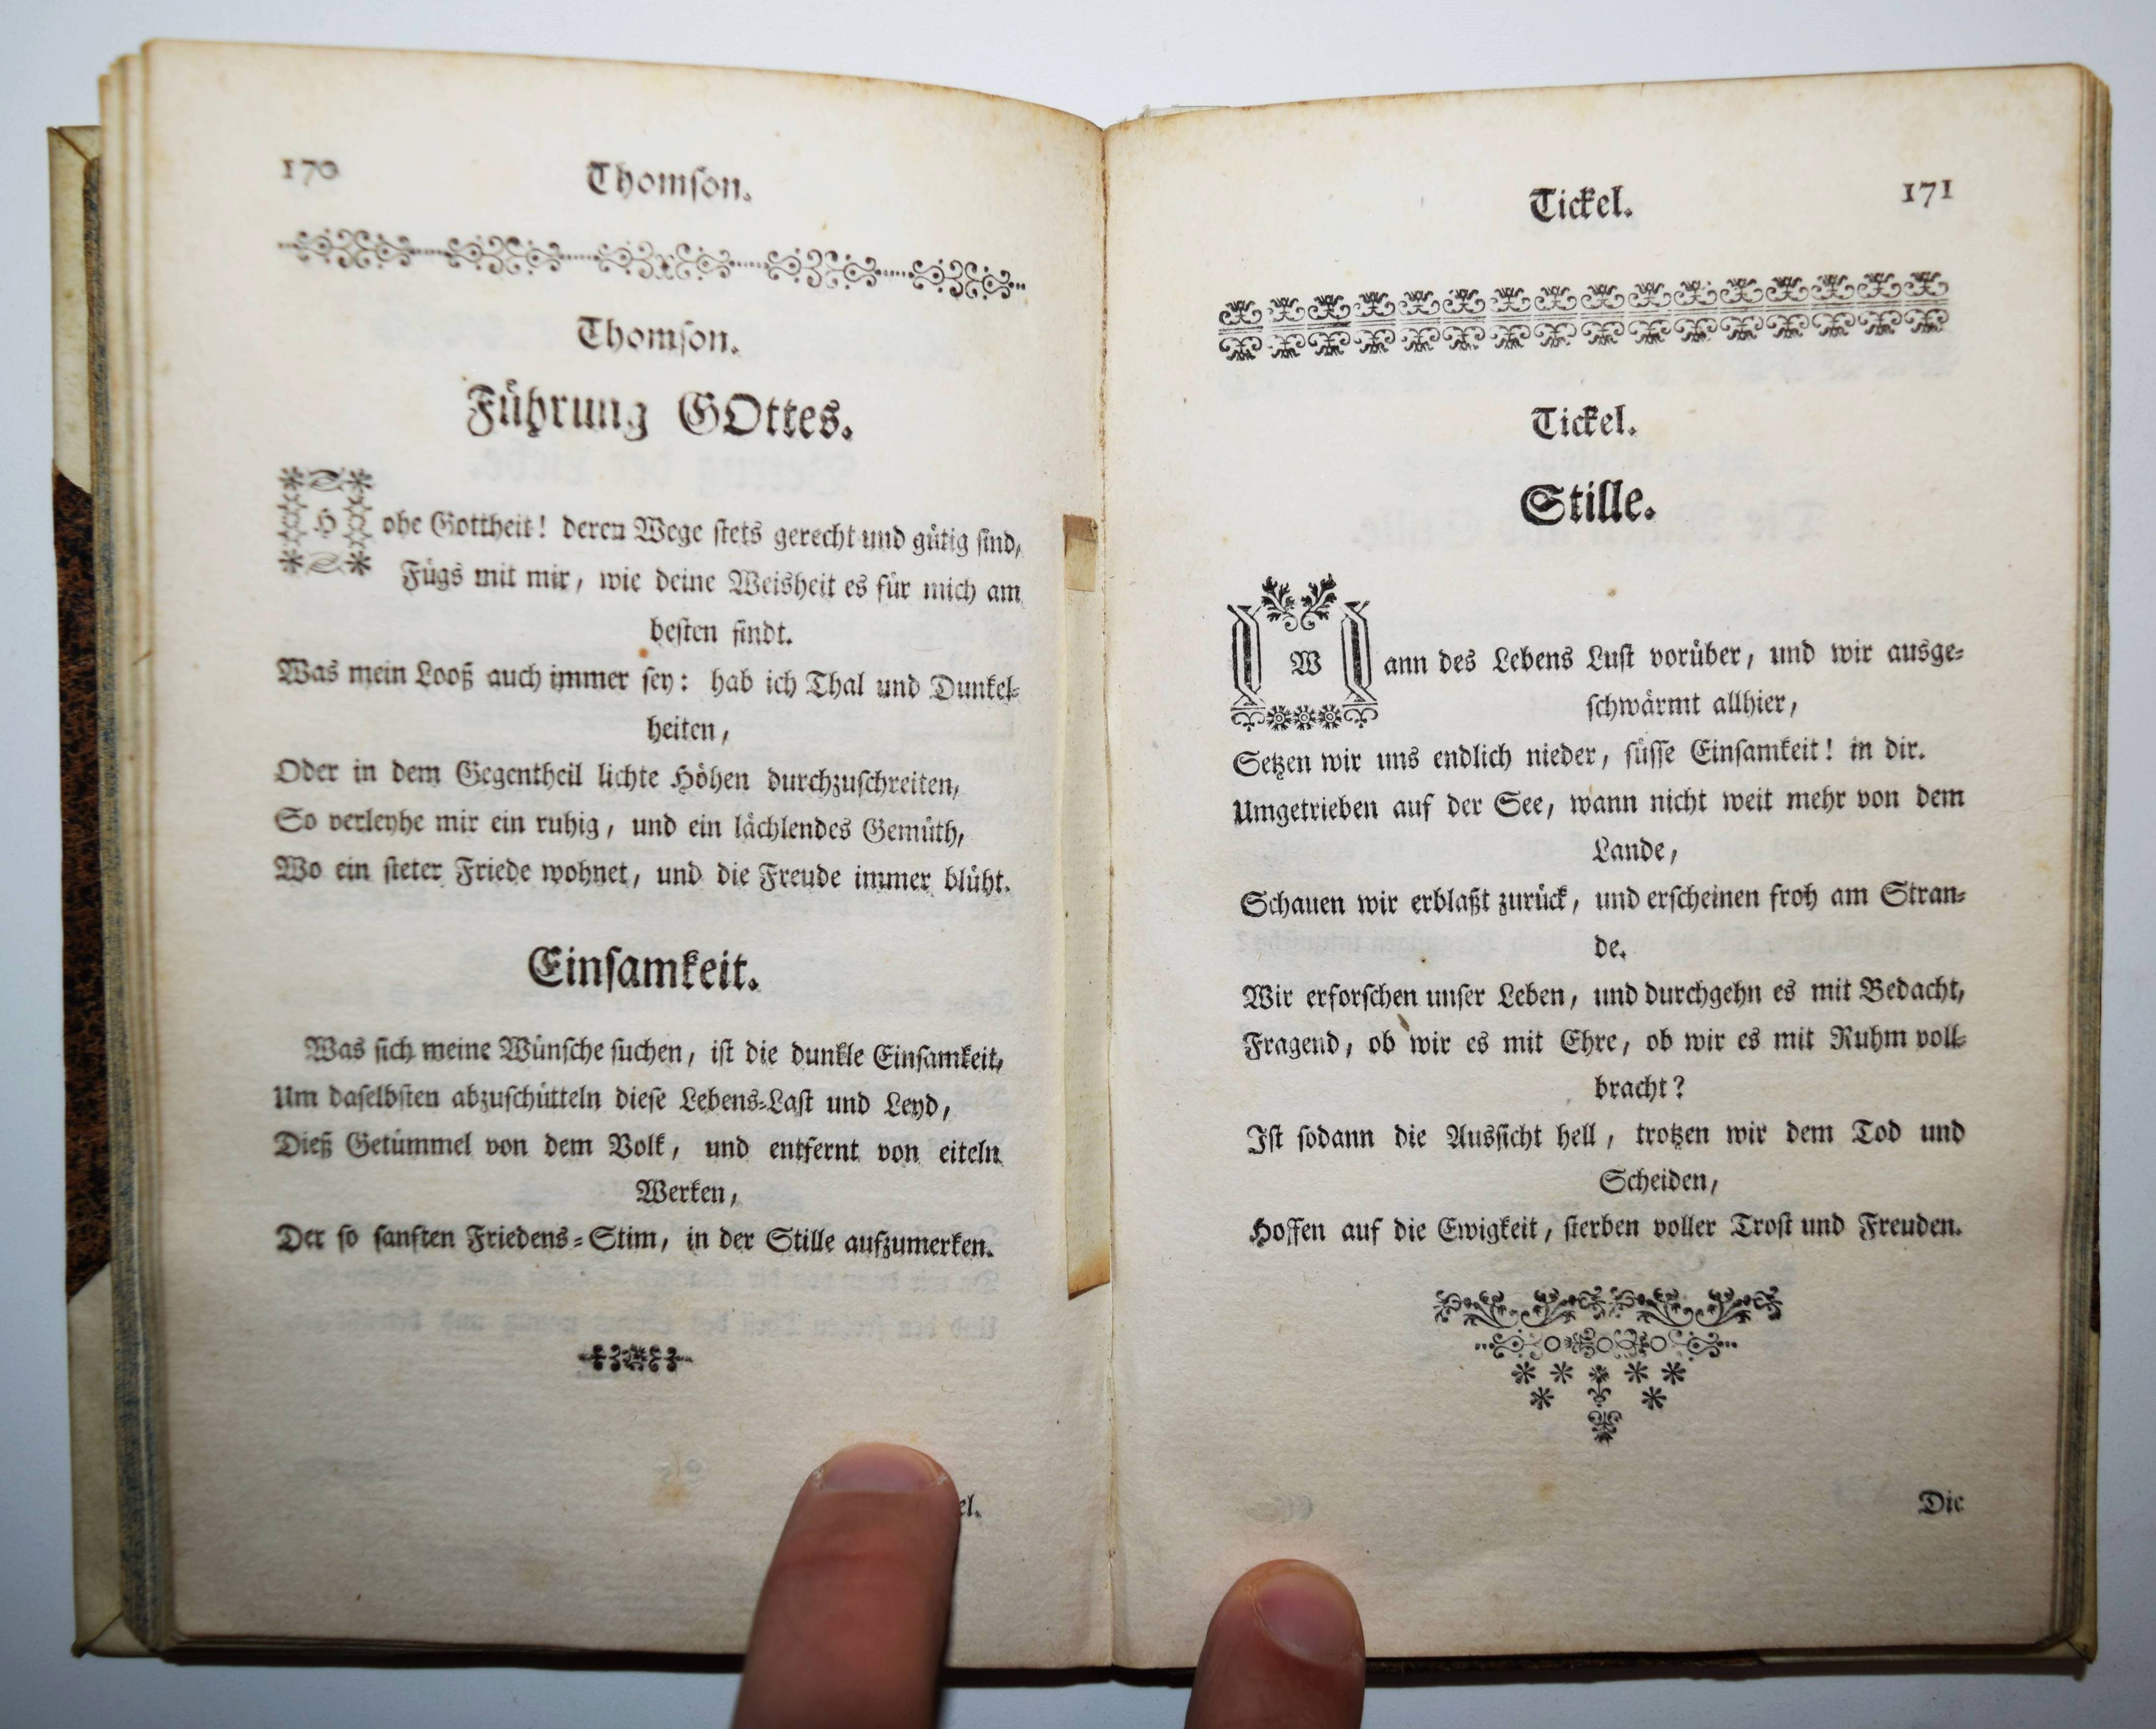 170
Thomson.
Thomson.
Führung GOttes.
Hohe Gottheit! deren Wege stets gerecht und gütig sind,
Fügs mit mir, wie deine Weisheit es für mich am
besten findt.
Was mein Looß auch immer sey: hab ich Thal und Dunkel-
heiten,
Oder in dem Gegentheil lichte Höhen durchzuschreiten,
So verleyhe mir ein ruhig, und ein lächlendes Gemüth,
Wo ein steter Friede wohnet, und die Freude immer blüht.
Einsamkeit.
Was sich meine Wünsche suchen, ist die dunkle Einsamkeit,
Um daselbsten abzuschütteln diese Lebens-Last und Leyd,
Dieß Getümmel von dem Volk, und entfernt von eiteln
Werken,
Der so sanften Friedens-Stim, in der Stille aufzumerken.
Tickel.
171
Tickel.
Stille.
Wann des Lebens Lust vorüber, und wir ausge-
schwärmt allhier,
Setzen wir uns endlich nieder, süsse Einsamkeit! in dir.
Umgetrieben auf der See, wann nicht weit mehr von dem
Lande,
Schauen wir erblaßt zurück, und erscheinen froh am Stran-
de.
Wir erforschen unser Leben, und durchgehn es mit Bedacht,
Fragend, ob wir es mit Ehre, ob wir es mit Ruhm voll-
bracht?
Ist sodann die Aussicht hell, trotzen wir dem Tod und
Scheiden,
Hoffen auf die Ewigkeit, sterben voller Trost und Freuden.
Die